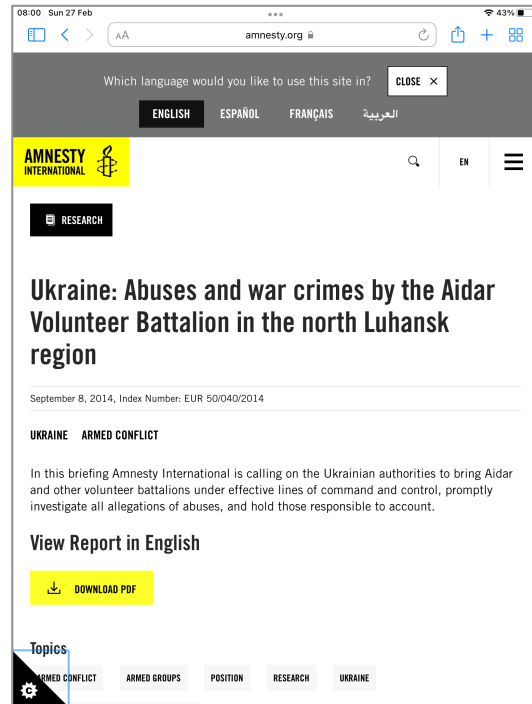 08:00 Sun 27 Feb
43%
AA
amnesty.org
Which language would you like to use this site in?
CLOSE ×
ENGLISH ESPAÑOL FRANÇAIS العربية
AMNESTY
INTERNATIONAL
EN
RESEARCH
Ukraine: Abuses and war crimes by the Aidar
Volunteer Battalion in the north Luhansk
region
September 8, 2014, Index Number: EUR 50/040/2014
UKRAINE ARMED CONFLICT
In this briefing Amnesty International is calling on the Ukrainian authorities to bring Aidar
and other volunteer battalions under effective lines of command and control, promptly
investigate all allegations of abuses, and hold those responsible to account.
View Report in English
DOWNLOAD PDF
Topics
ARMED CONFLICT ARMED GROUPS POSITION RESEARCH UKRAINE
C